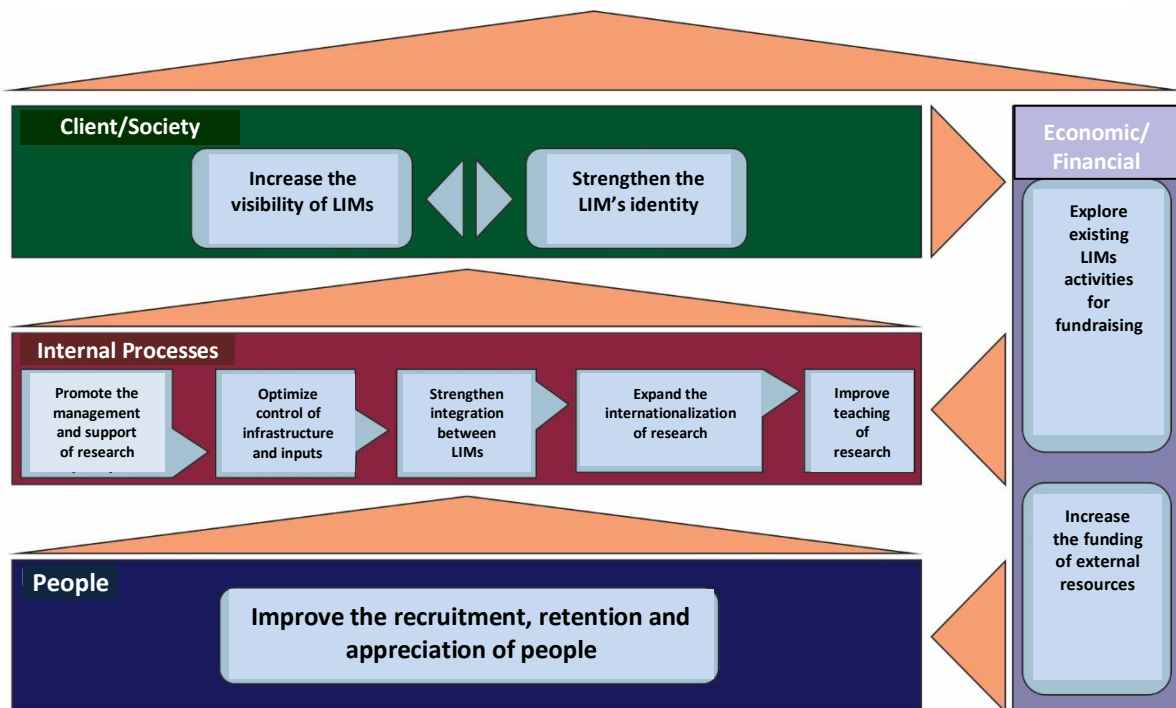 Client/Society
Increase the
visibility of LIMs
Strengthen the
LIM's identity
Economic/
Financial
Explore
existing
LIMs
activities
for
fundraising
Increase
the funding
of external
resources
Internal Processes
Promote the
management
and support
of research
Optimize
control of
infrastructure
and inputs
Strengthen
integration
between
LIMs
Expand the
internationalization
of research
Improve
teaching
of
research
People
Improve the recruitment, retention and
appreciation of people